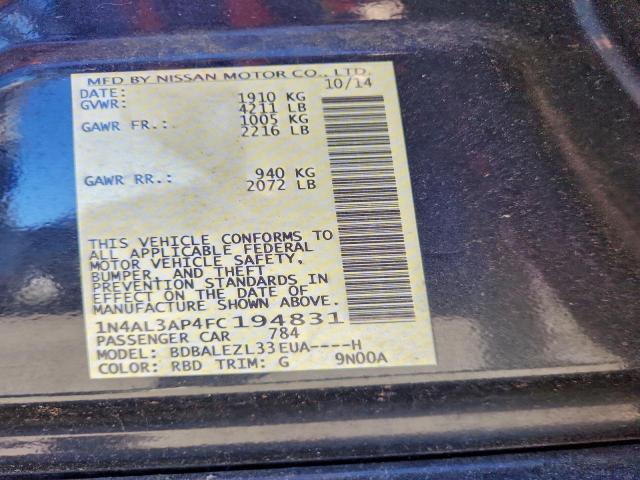 MFD BY NISSAN MOTOR CO., LTD.
DATE: 10/14
GVWR: 1910 KG
4211 LB
GAWR FR.: 1005 KG
2216 LB
GAWR RR.: 940 KG
2072 LB
THIS VEHICLE CONFORMS TO
ALL APPLICABLE FEDERAL
MOTOR VEHICLE SAFETY,
BUMPER, AND THEFT
PREVENTION STANDARDS IN
EFFECT ON THE DATE OF
MANUFACTURE SHOWN ABOVE.
1N4AL3AP4FC194831
PASSENGER CAR 784
MODEL: BDBALEZL33EUA----H
COLOR: RBD TRIM: G 9N00A